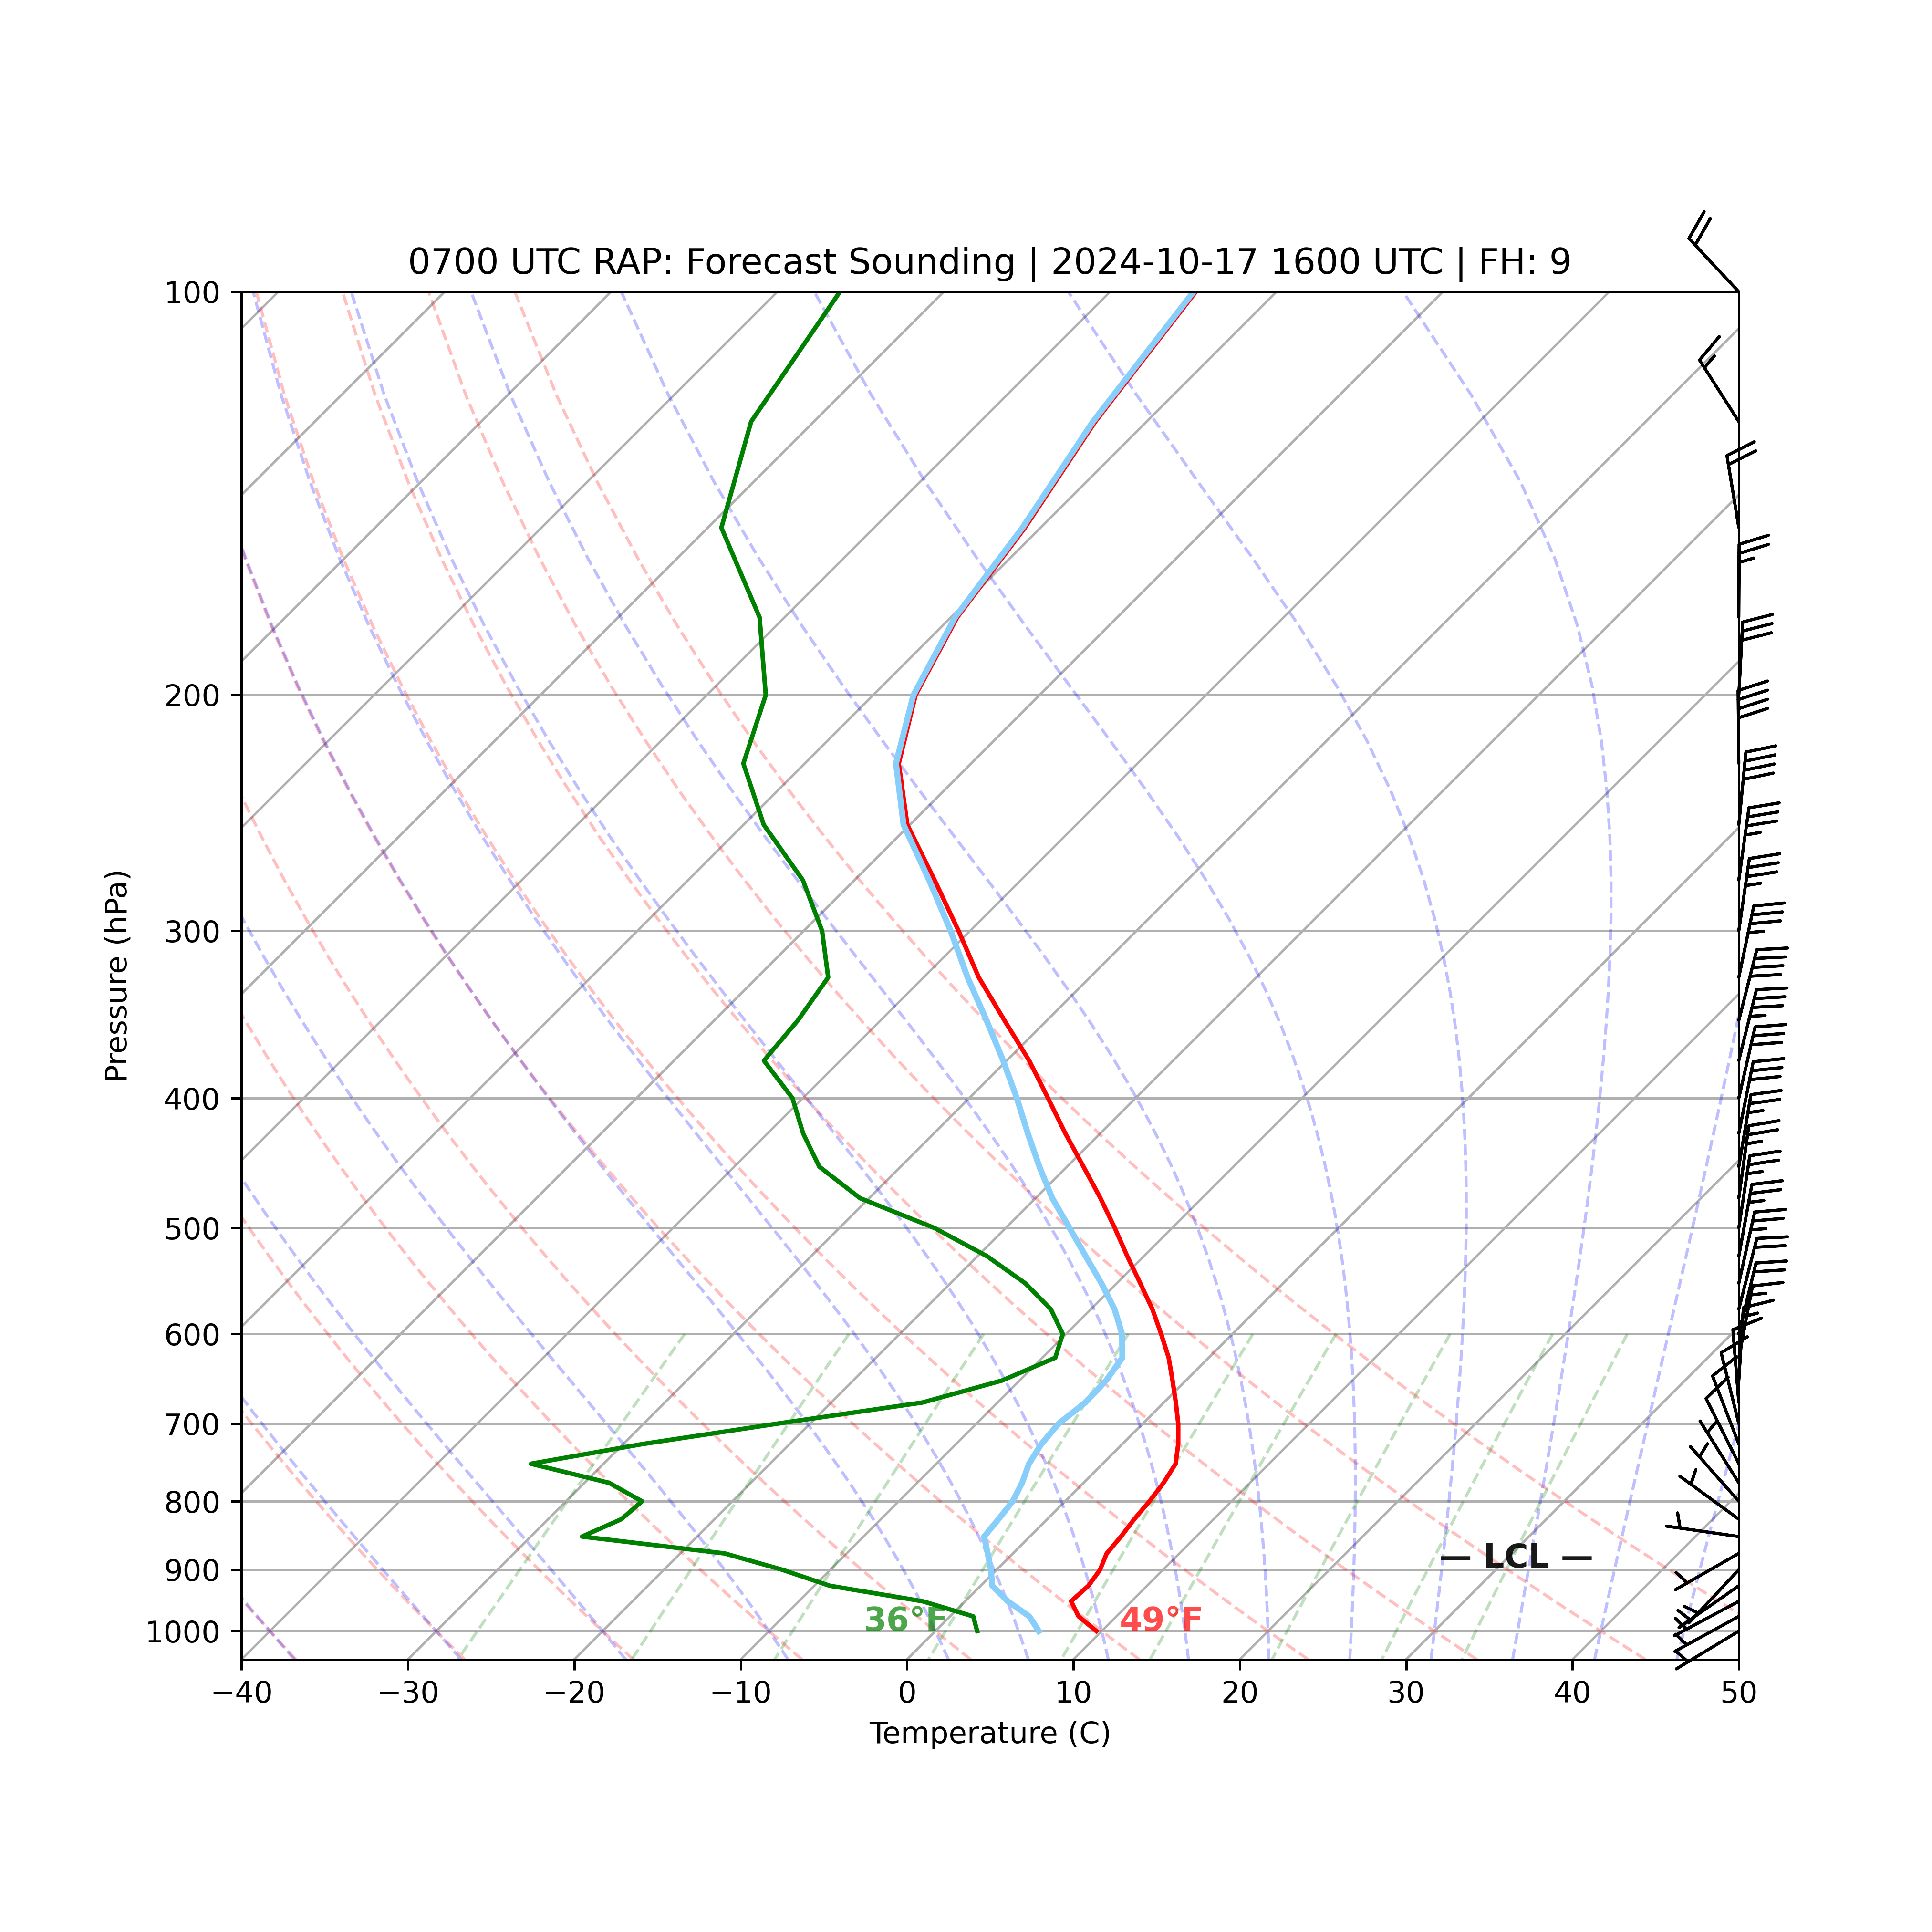 0700 UTC RAP: Forecast Sounding | 2024-10-17 1600 UTC | FH: 9
100
200
300
400
500
600
700
800
900
1000
Pressure (hPa)
— LCL —
36°F
49°F
−40 −30 −20 −10 0 10 20 30 40 50
Temperature (C)